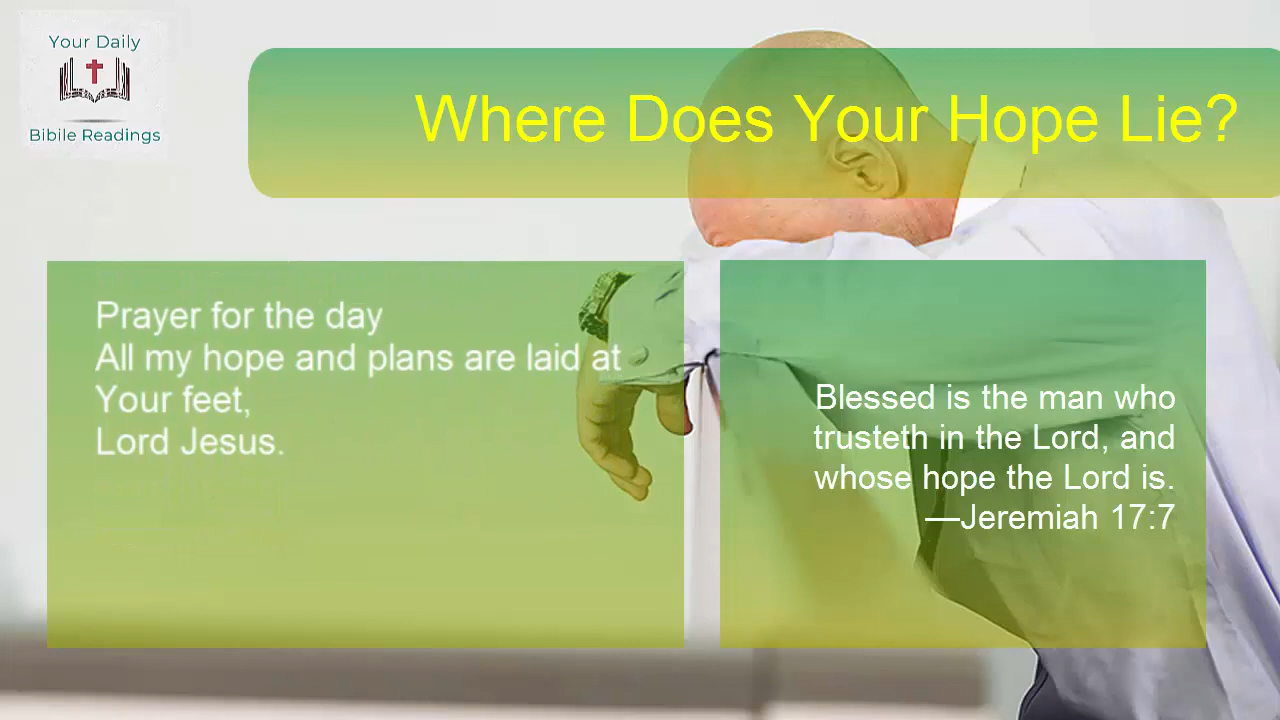 Your Daily
Bibile Readings
Where Does Your Hope Lie?
Prayer for the day
All my hope and plans are laid at
Your feet,
Lord Jesus.
Blessed is the man who
trusteth in the Lord, and
whose hope the Lord is.
—Jeremiah 17:7